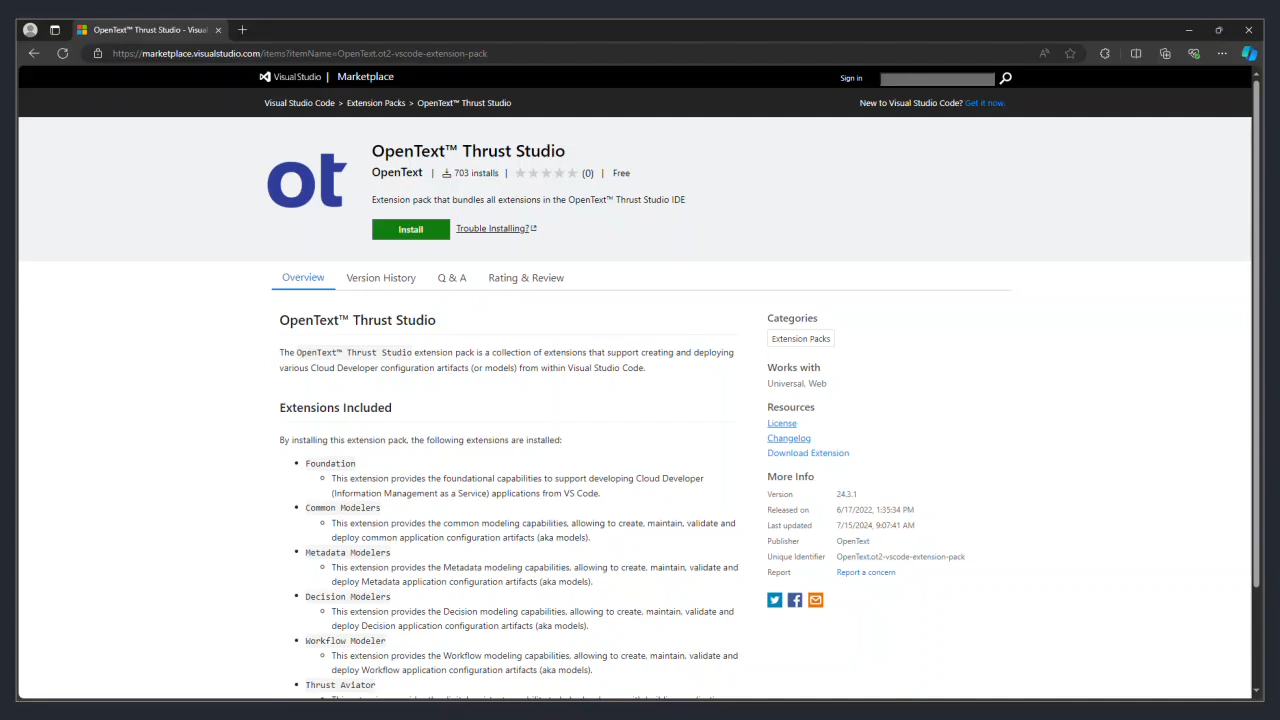 OpenText™ Thrust Studio - Visual
https://marketplace.visualstudio.com/items?itemName=OpenText.ot2-vscode-extension-pack
Visual Studio | Marketplace
Sign in
Visual Studio Code > Extension Packs > OpenText™ Thrust Studio
New to Visual Studio Code? Get it now.
ot
OpenText™ Thrust Studio
OpenText | 703 installs | (0) | Free
Extension pack that bundles all extensions in the OpenText™ Thrust Studio IDE
Install
Trouble Installing?
Overview
Version History
Q & A
Rating & Review
OpenText™ Thrust Studio
The OpenText™ Thrust Studio extension pack is a collection of extensions that support creating and deploying
various Cloud Developer configuration artifacts (or models) from within Visual Studio Code.
Extensions Included
By installing this extension pack, the following extensions are installed:
• Foundation
This extension provides the foundational capabilities to support developing Cloud Developer
(Information Management as a Service) applications from VS Code.
• Common Modelers
This extension provides the common modeling capabilities, allowing to create, maintain, validate and
deploy common application configuration artifacts (aka models).
• Metadata Modelers
This extension provides the Metadata modeling capabilities, allowing to create, maintain, validate and
deploy Metadata application configuration artifacts (aka models).
• Decision Modelers
This extension provides the Decision modeling capabilities, allowing to create, maintain, validate and
deploy Decision application configuration artifacts (aka models).
• Workflow Modeler
This extension provides the Workflow modeling capabilities, allowing to create, maintain, validate and
deploy Workflow application configuration artifacts (aka models).
• Thrust Aviator
Categories
Extension Packs
Works with
Universal, Web
Resources
License
Changelog
Download Extension
More Info
Version 24.3.1
Released on 6/17/2022, 1:35:34 PM
Last updated 7/15/2024, 9:07:41 AM
Publisher OpenText
Unique Identifier OpenText.ot2-vscode-extension-pack
Report Report a concern